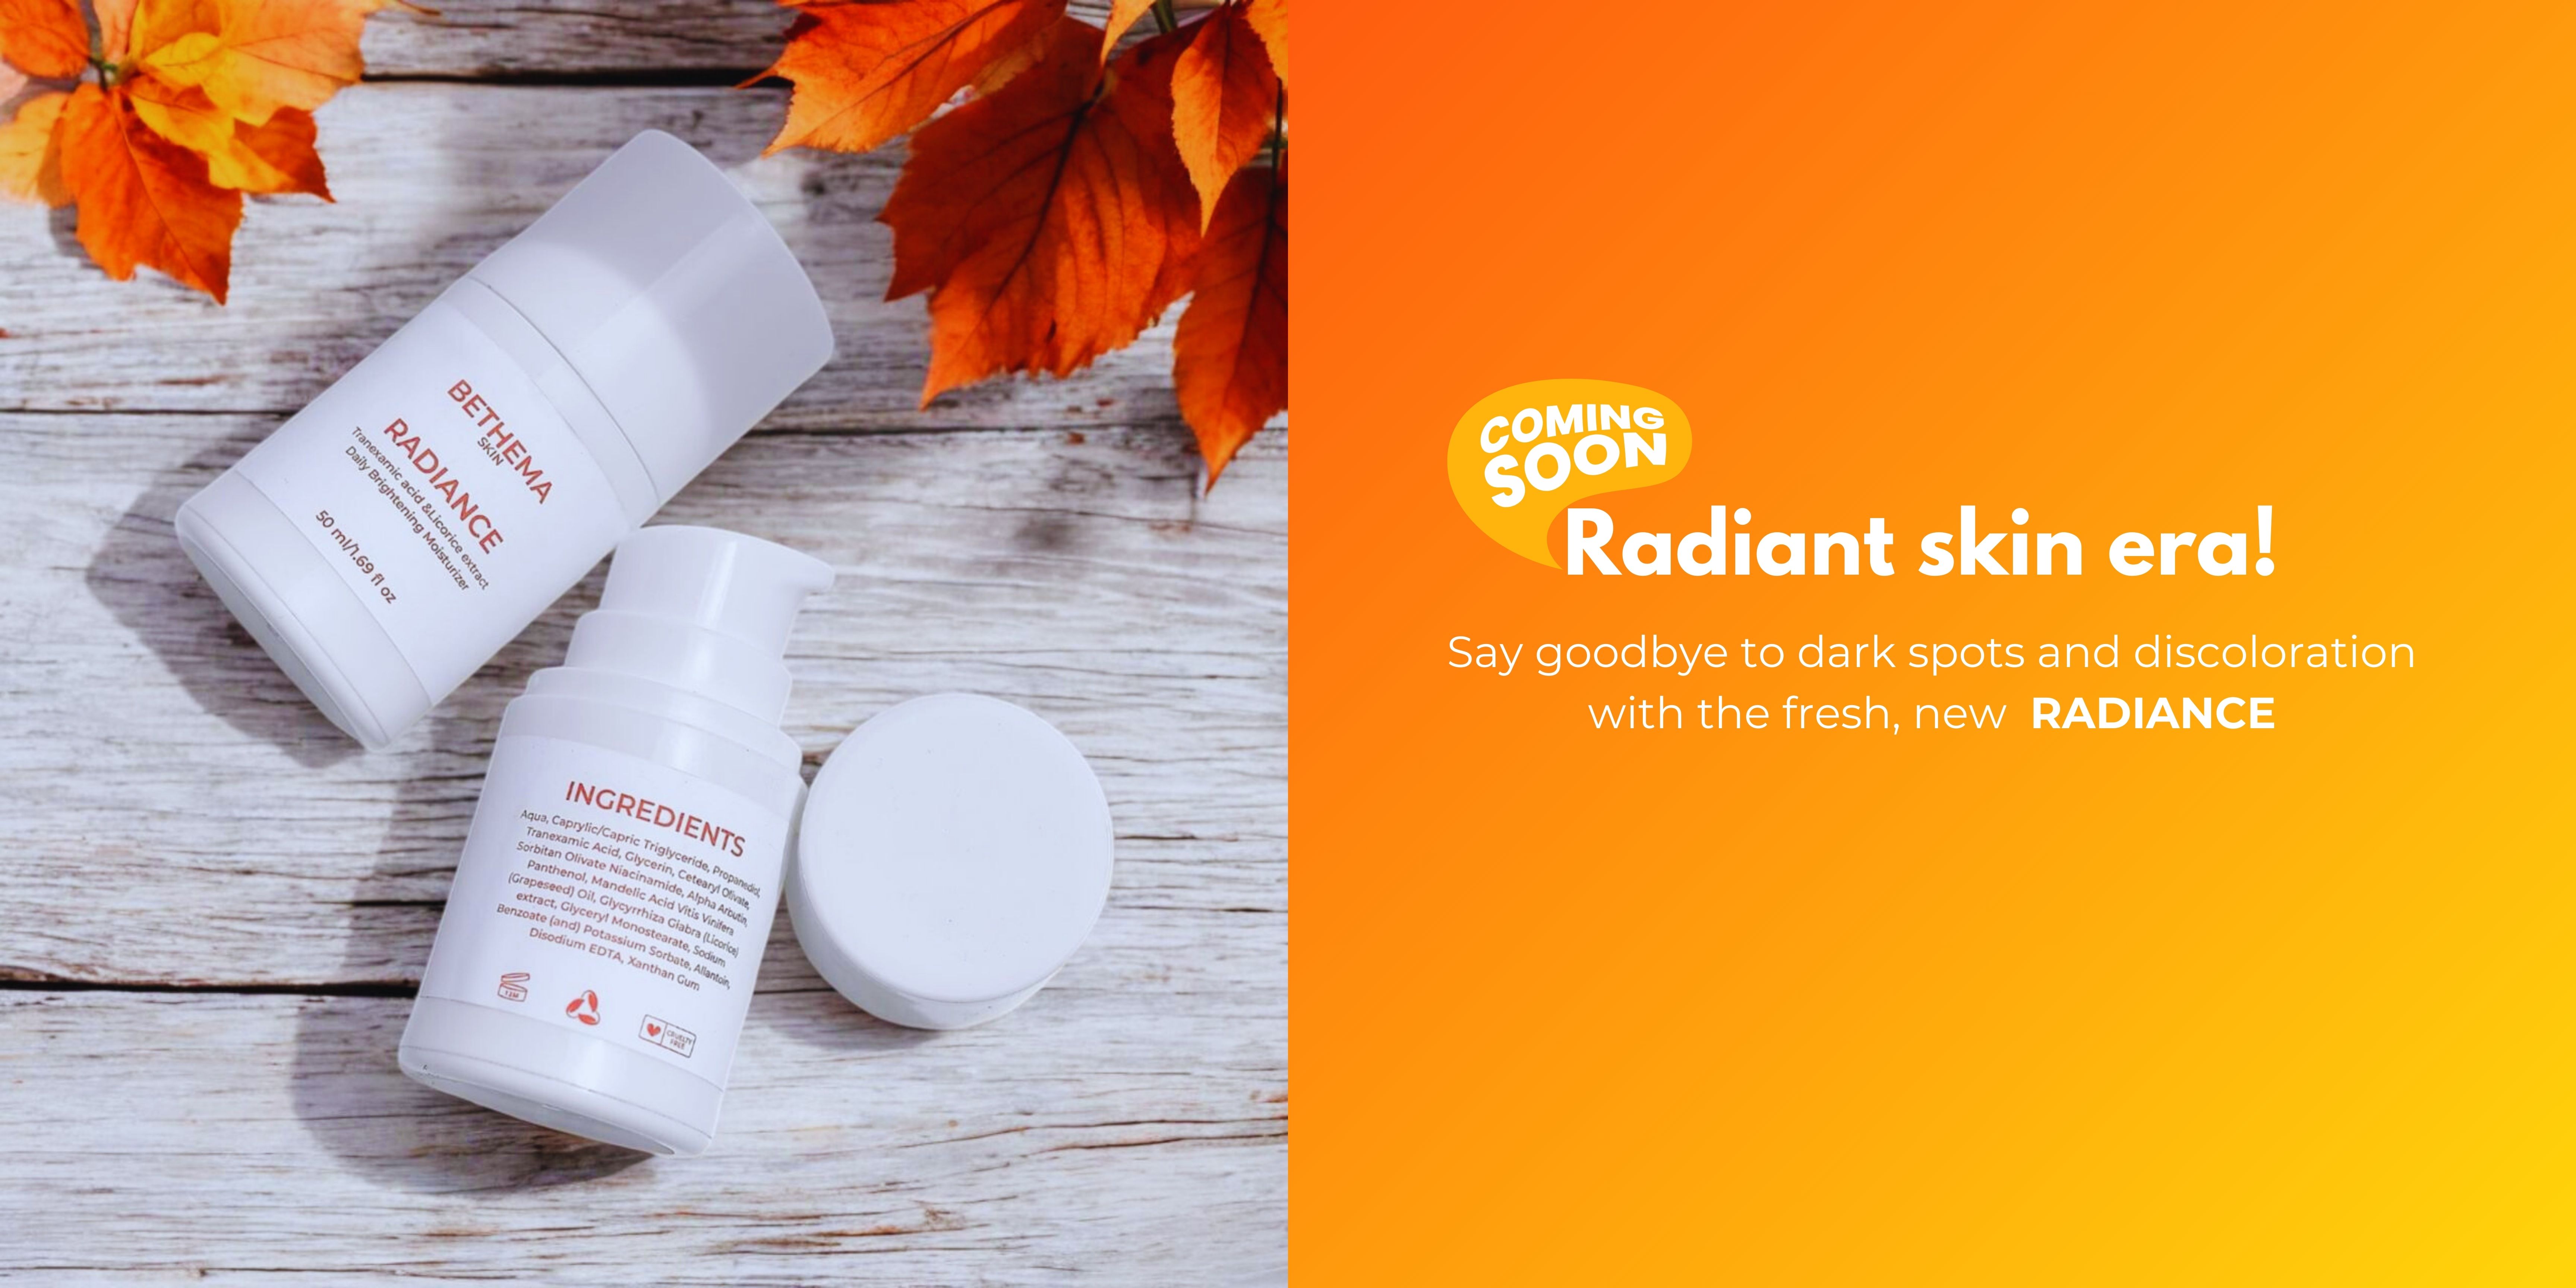 BETHEMA
SKIN
RADIANCE
Tranexamic acid &Licorice extract
Daily Brightening Moisturizer
50 ml/1.69 fl oz
INGREDIENTS
Aqua, Caprylic/Capric Triglyceride, Propanediol,
Tranexamic Acid, Glycerin, Cetearyl Olivate,
Sorbitan Olivate Niacinamide, Alpha Arbutin,
Panthenol, Mandelic Acid Vitis Vinifera
(Grapeseed) Oil, Glycyrrhiza Glabra (Licorice)
extract, Glyceryl Monostearate, Sodium
Benzoate (and) Potassium Sorbate, Allantoin,
Disodium EDTA, Xanthan Gum
12M
CRUELTY
FREE
COMING
SOON
Radiant skin era!
Say goodbye to dark spots and discoloration
with the fresh, new RADIANCE